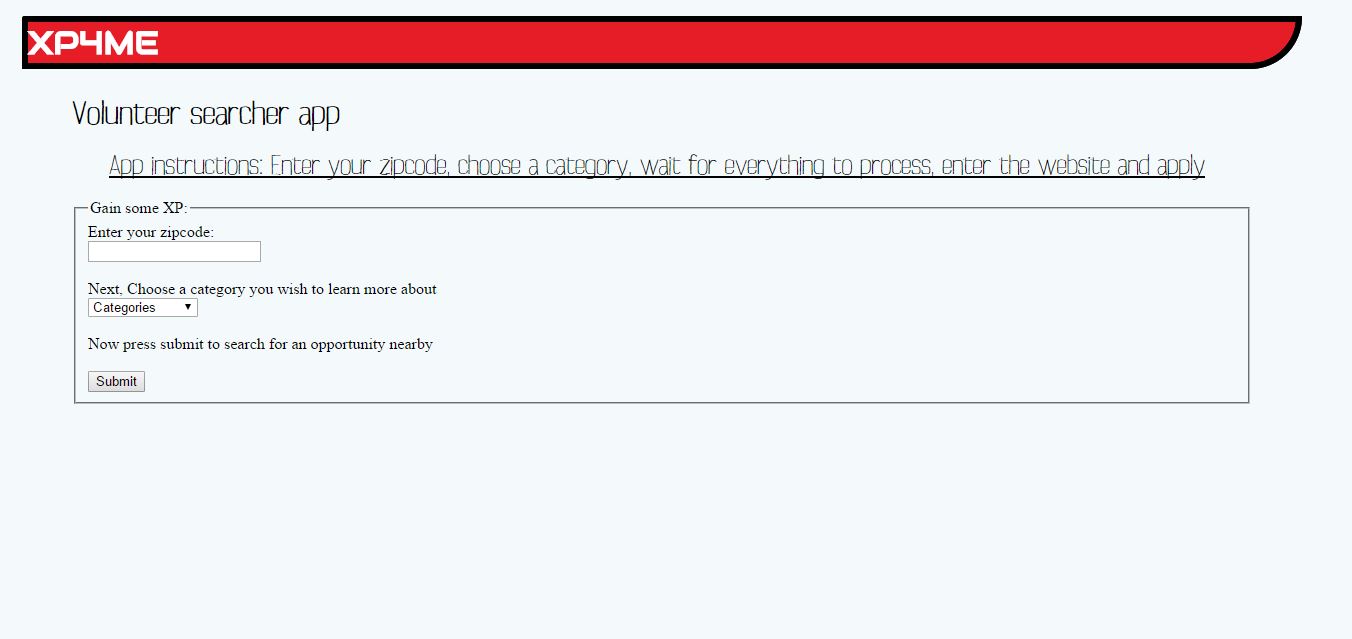 XP4ME
Volunteer searcher app
App instructions: Enter your zipcode, choose a category, wait for everything to process, enter the website and apply
Gain some XP:
Enter your zipcode:
Next, Choose a category you wish to learn more about
Categories
Now press submit to search for an opportunity nearby
Submit